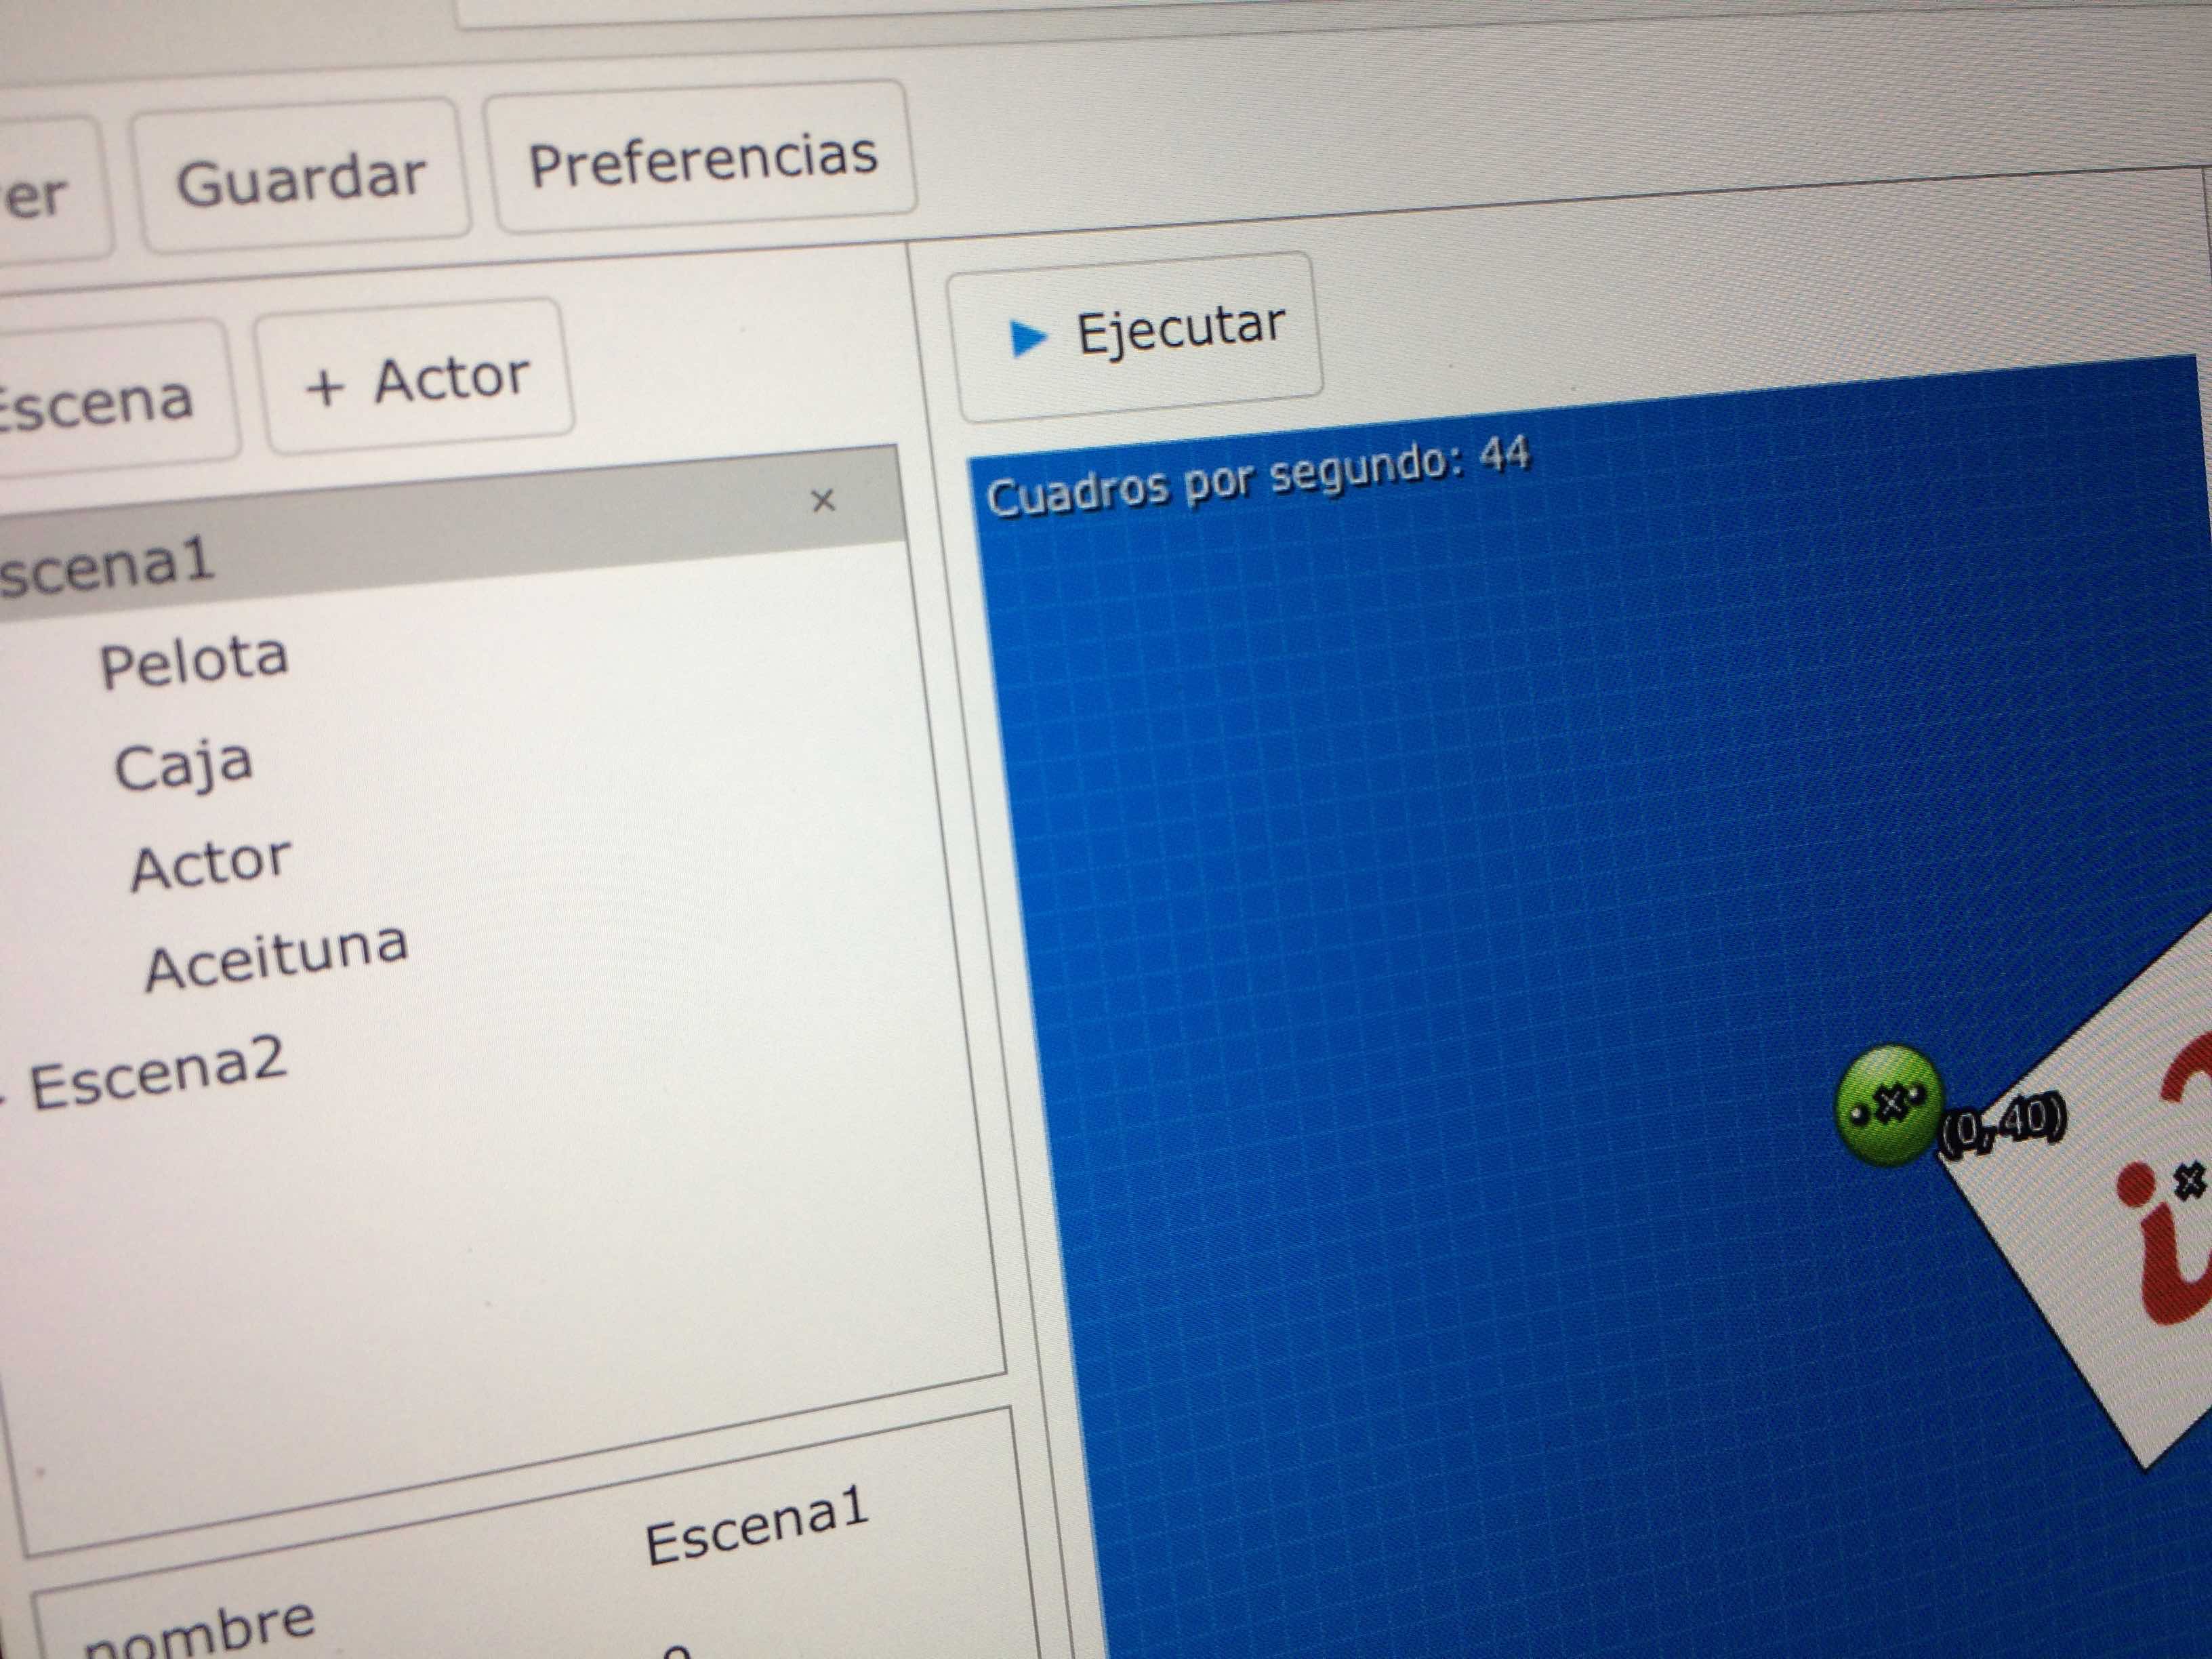 er Guardar Preferencias
Escena + Actor
Ejecutar
scena1 ×
Cuadros por segundo: 44
Pelota
Caja
Actor
Aceituna
Escena2
(0, 40)
nombre Escena1